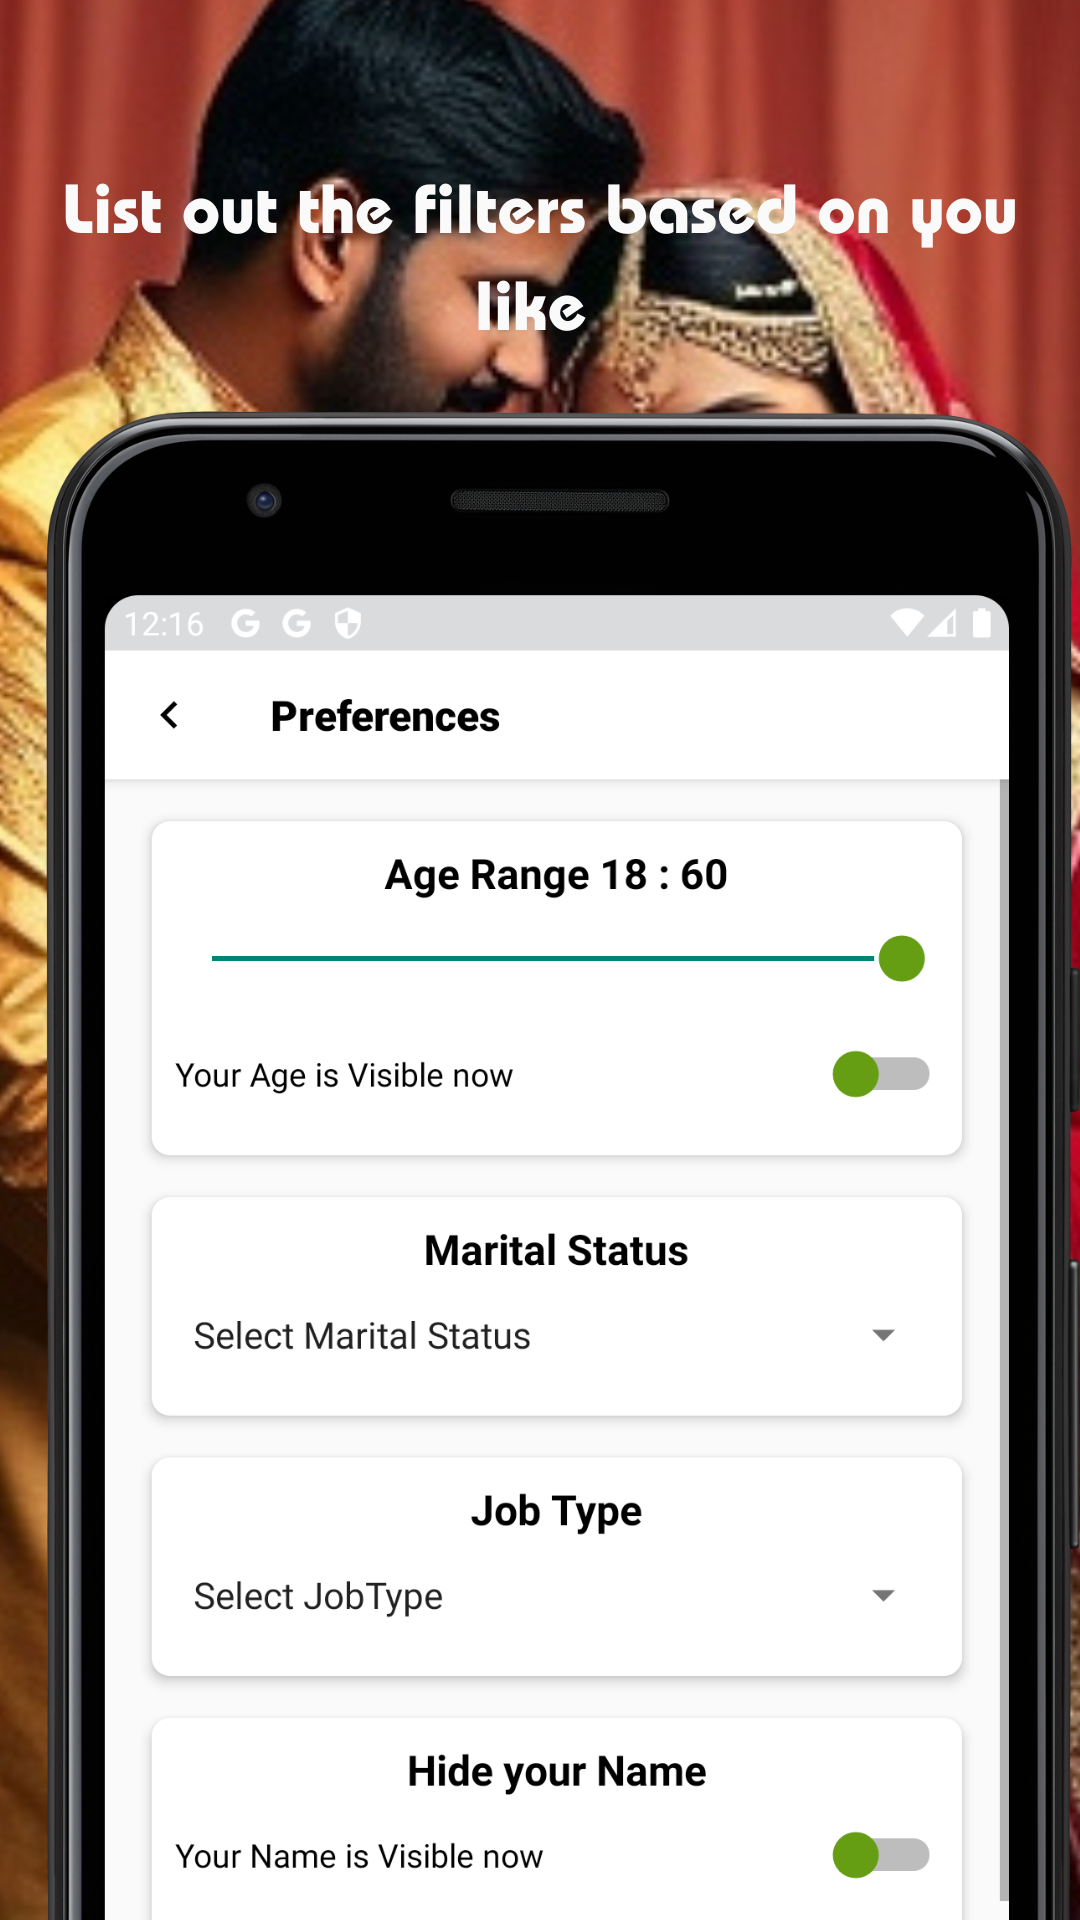 List out the filters based on you
like
12:16
Preferences
Age Range 18 : 60
Your Age is Visible now
Marital Status
Select Marital Status
Job Type
Select JobType
Hide your Name
Your Name is Visible now